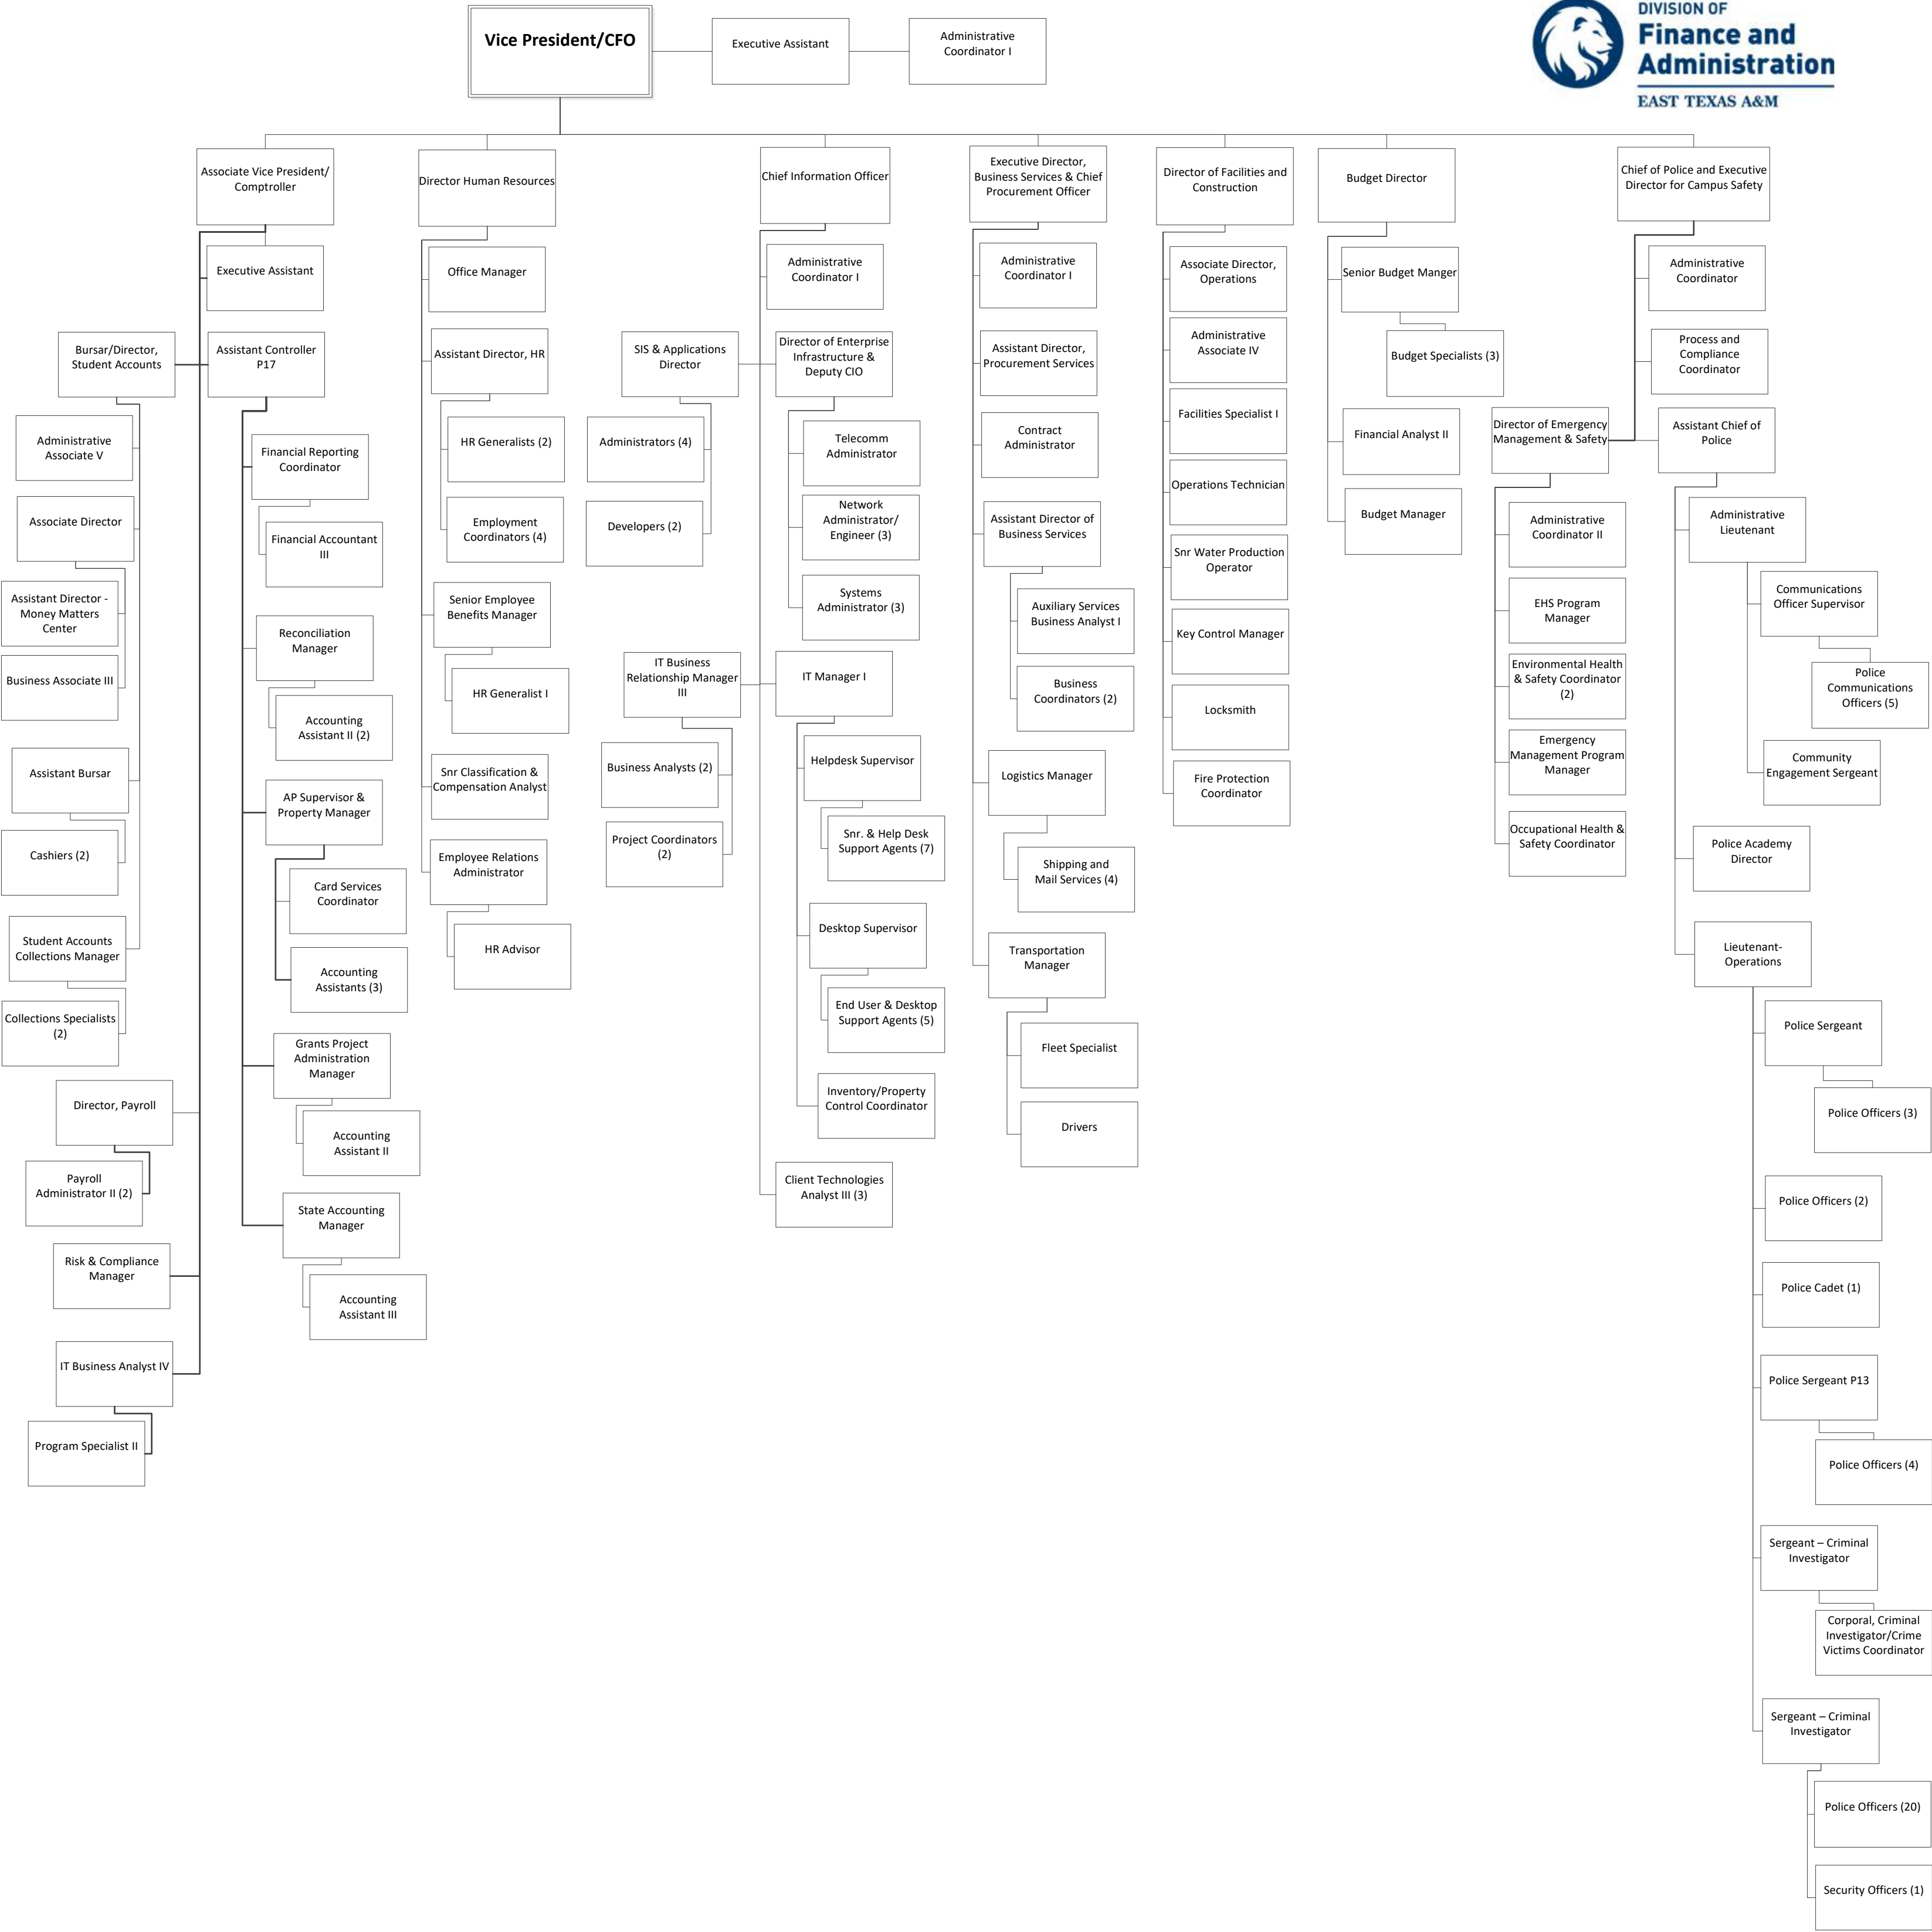 Vice President/CFO
Executive Assistant
Administrative
Coordinator I
DIVISION OF
Finance and
Administration
EAST TEXAS A&M
Associate Vice President/
Comptroller
Executive Assistant
Bursar/Director,
Student Accounts
Administrative
Associate V
Associate Director
Assistant Director -
Money Matters
Center
Business Associate III
Assistant Bursar
Cashiers (2)
Student Accounts
Collections Manager
Collections Specialists
(2)
Director, Payroll
Payroll
Administrator II (2)
Risk & Compliance
Manager
IT Business Analyst IV
Program Specialist II
Assistant Controller
P17
Financial Reporting
Coordinator
Financial Accountant
III
Reconciliation
Manager
Accounting
Assistant II (2)
AP Supervisor &
Property Manager
Card Services
Coordinator
Accounting
Assistants (3)
Grants Project
Administration
Manager
Accounting
Assistant II
State Accounting
Manager
Accounting
Assistant III
Director Human Resources
Office Manager
Assistant Director, HR
HR Generalists (2)
Employment
Coordinators (4)
Senior Employee
Benefits Manager
HR Generalist I
Snr Classification &
Compensation Analyst
Employee Relations
Administrator
HR Advisor
Chief Information Officer
Administrative
Coordinator I
SIS & Applications
Director
Administrators (4)
Developers (2)
Director of Enterprise
Infrastructure &
Deputy CIO
Telecomm
Administrator
Network
Administrator/
Engineer (3)
Systems
Administrator (3)
IT Business
Relationship Manager
III
Business Analysts (2)
Project Coordinators
(2)
IT Manager I
Helpdesk Supervisor
Snr. & Help Desk
Support Agents (7)
Desktop Supervisor
End User & Desktop
Support Agents (5)
Inventory/Property
Control Coordinator
Client Technologies
Analyst III (3)
Executive Director,
Business Services & Chief
Procurement Officer
Administrative
Coordinator I
Assistant Director,
Procurement Services
Contract
Administrator
Assistant Director of
Business Services
Auxiliary Services
Business Analyst I
Business
Coordinators (2)
Logistics Manager
Shipping and
Mail Services (4)
Transportation
Manager
Fleet Specialist
Drivers
Director of Facilities and
Construction
Associate Director,
Operations
Administrative
Associate IV
Facilities Specialist I
Operations Technician
Snr Water Production
Operator
Key Control Manager
Locksmith
Fire Protection
Coordinator
Budget Director
Senior Budget Manger
Budget Specialists (3)
Financial Analyst II
Budget Manager
Chief of Police and Executive
Director for Campus Safety
Administrative
Coordinator
Process and
Compliance
Coordinator
Director of Emergency
Management & Safety
Administrative
Coordinator II
EHS Program
Manager
Environmental Health
& Safety Coordinator
(2)
Emergency
Management Program
Manager
Occupational Health &
Safety Coordinator
Assistant Chief of
Police
Administrative
Lieutenant
Communications
Officer Supervisor
Police
Communications
Officers (5)
Community
Engagement Sergeant
Police Academy
Director
Lieutenant-
Operations
Police Sergeant
Police Officers (3)
Police Officers (2)
Police Cadet (1)
Police Sergeant P13
Police Officers (4)
Sergeant – Criminal
Investigator
Corporal, Criminal
Investigator/Crime
Victims Coordinator
Sergeant – Criminal
Investigator
Police Officers (20)
Security Officers (1)